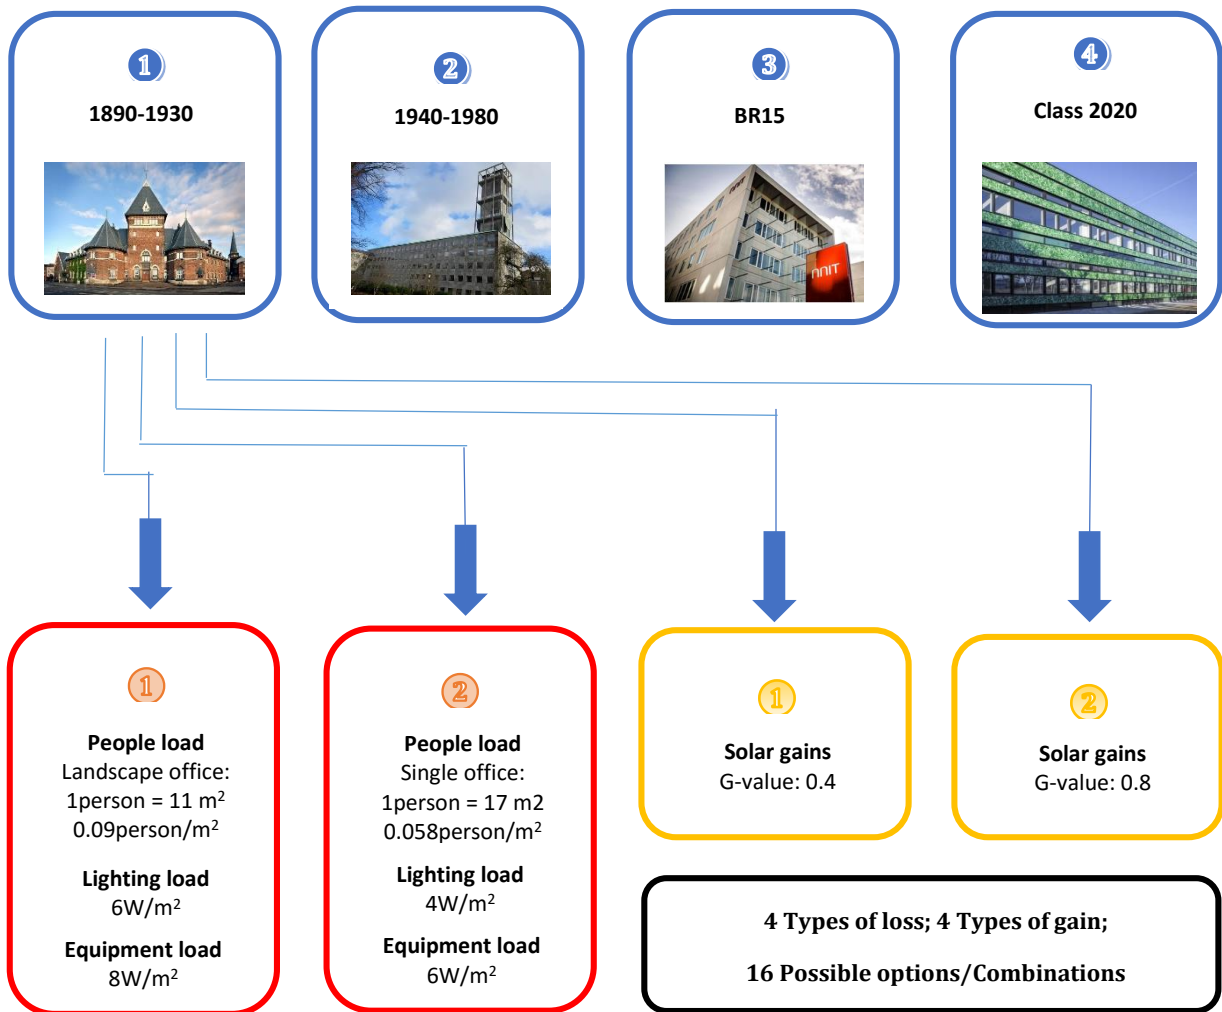 1
1890-1930
2
1940-1980
3
BR15
nnit
nnit
4
Class 2020
1
People load
Landscape office:
1person = 11 m²
0.09person/m²
Lighting load
6W/m²
Equipment load
8W/m²
2
People load
Single office:
1person = 17 m2
0.058person/m²
Lighting load
4W/m²
Equipment load
6W/m²
1
Solar gains
G-value: 0.4
2
Solar gains
G-value: 0.8
4 Types of loss; 4 Types of gain;
16 Possible options/Combinations